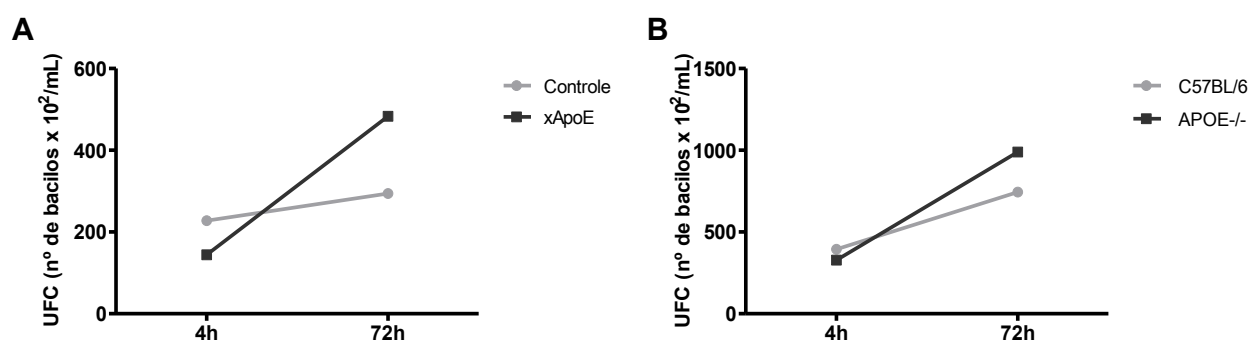 A
UFC (nº de bacilos x 10²/mL)
600
400
200
0
4h
72h
Controle
xApoE
B
UFC (nº de bacilos x 10²/mL)
1500
1000
500
0
4h
72h
C57BL/6
APOE-/-